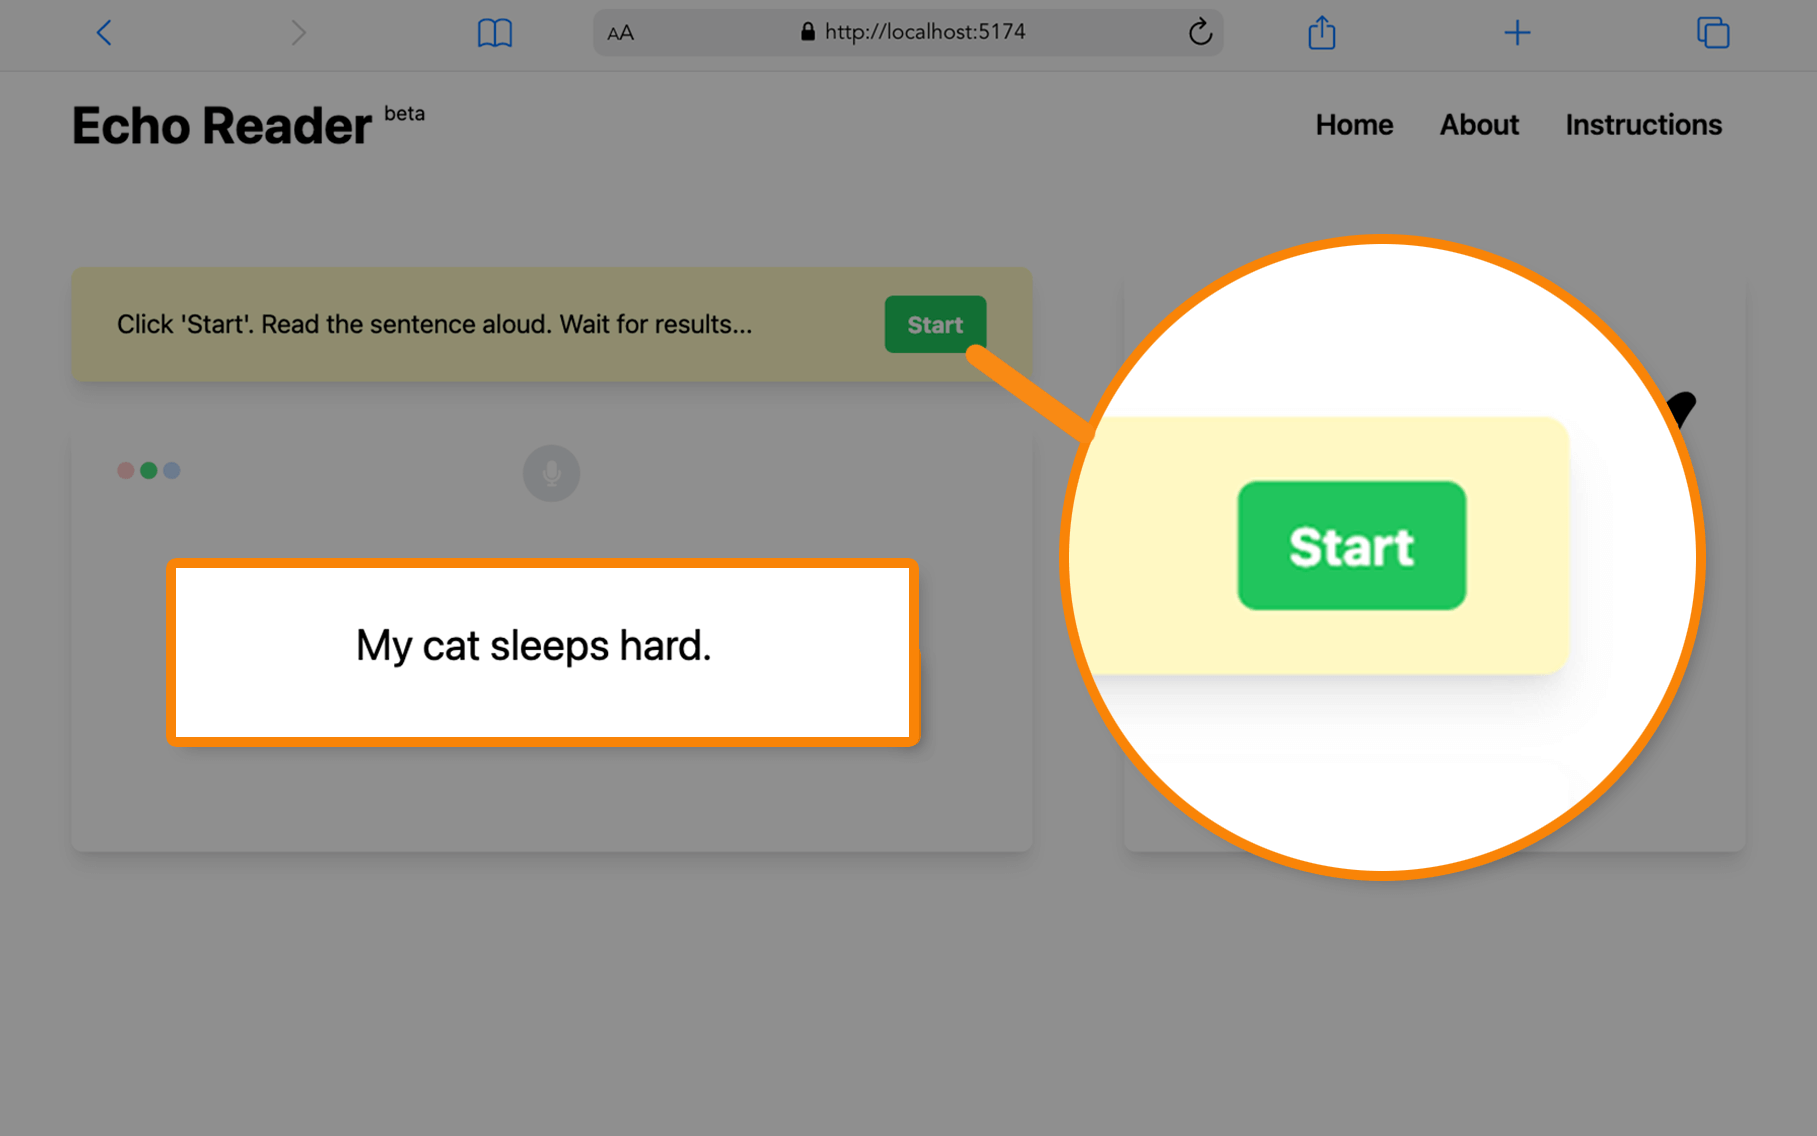 AA
http://localhost:5174
Echo Reader beta
Home About Instructions
Click 'Start'. Read the sentence aloud. Wait for results...
Start
Start
My cat sleeps hard.